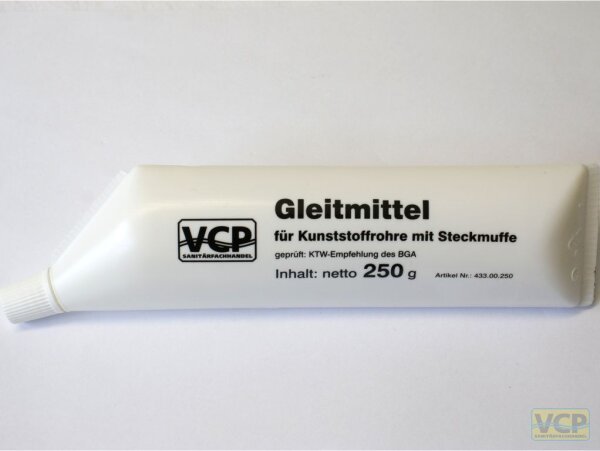 VCP
SANITÄRFACHHANDEL
Gleitmittel
für Kunststoffrohre mit Steckmuffe
geprüft: KTW-Empfehlung des BGA
Inhalt: netto 250 g
Artikel Nr.: 433.00.250
VCP
SANITÄRFACHHANDEL